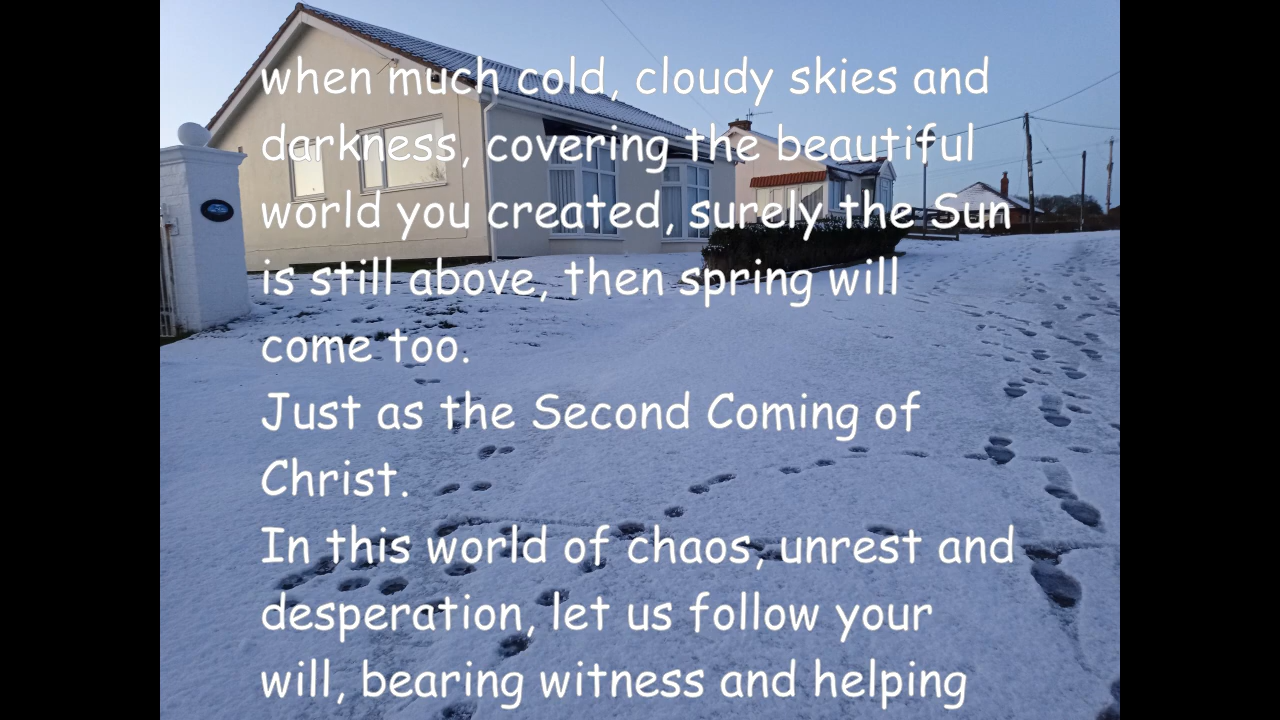 when much cold, cloudy skies and
darkness, covering the beautiful
world you created, surely the Sun
is still above, then spring will
come too.
Just as the Second Coming of
Christ.
In this world of chaos, unrest and
desperation, let us follow your
will, bearing witness and helping